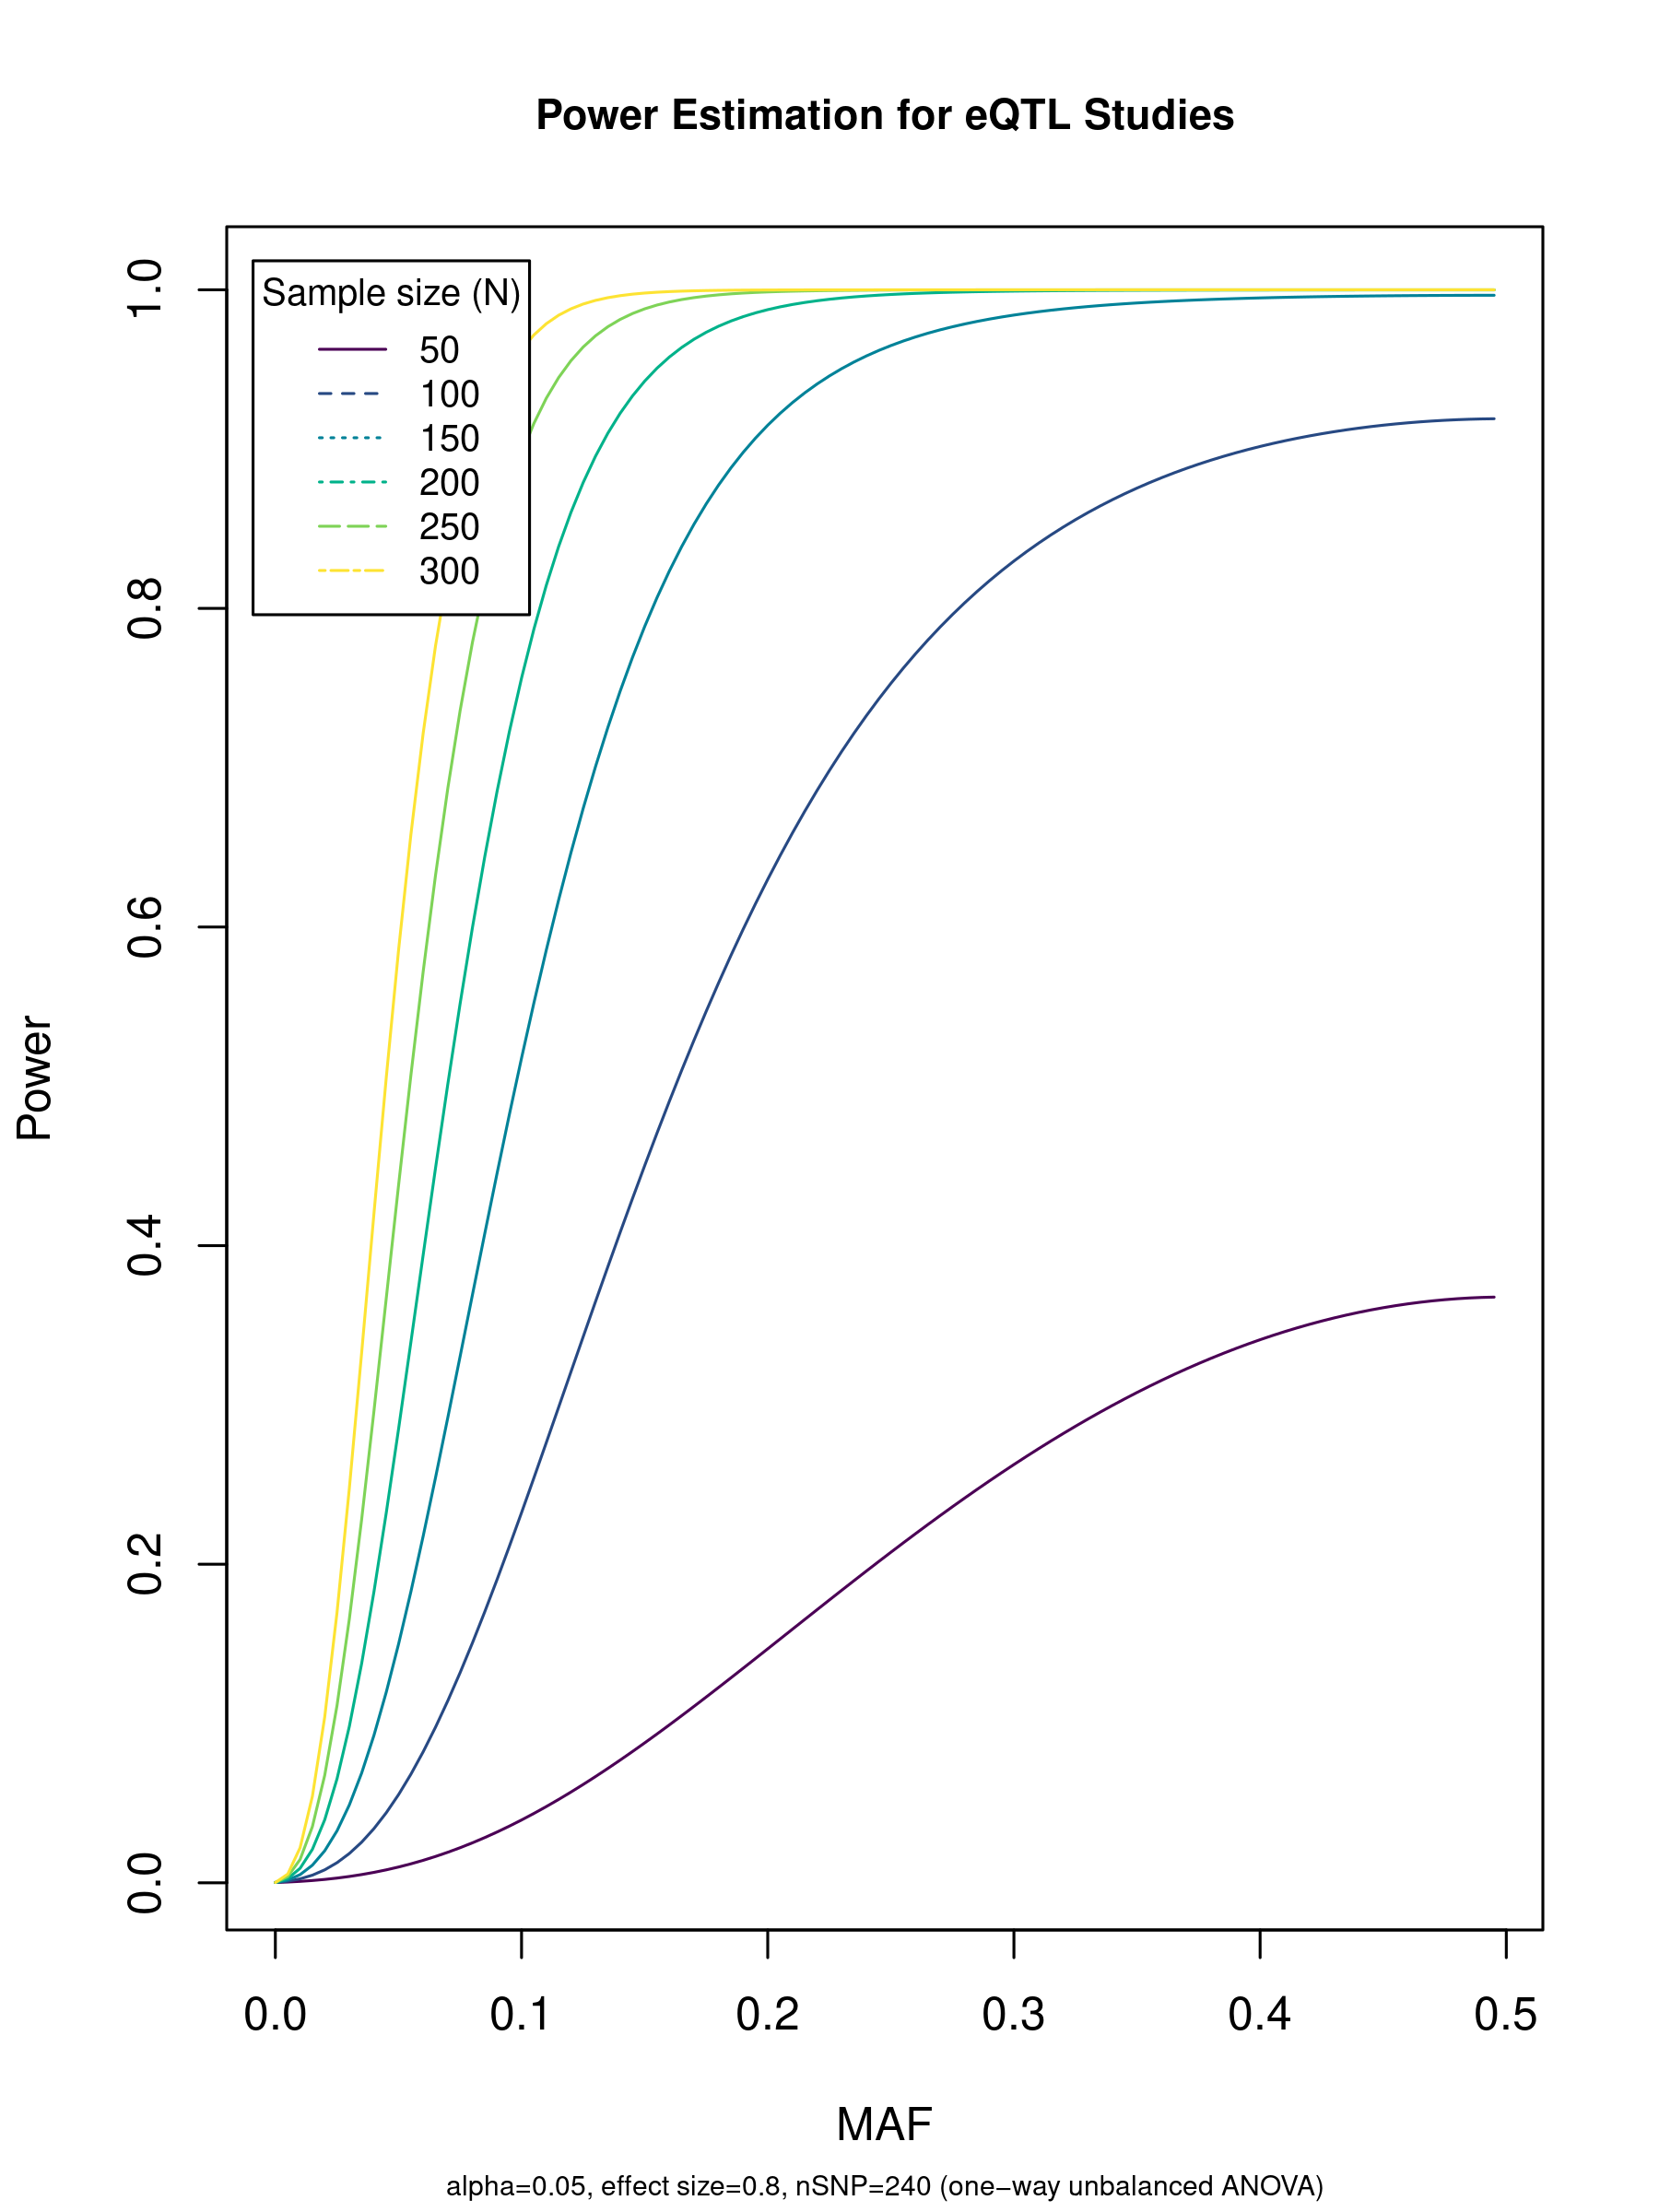 Power Estimation for eQTL Studies
Sample size (N)
50
100
150
200
250
300
Power
1.0
0.8
0.6
0.4
0.2
0.0
0.0 0.1 0.2 0.3 0.4 0.5
MAF
alpha=0.05, effect size=0.8, nSNP=240 (one−way unbalanced ANOVA)